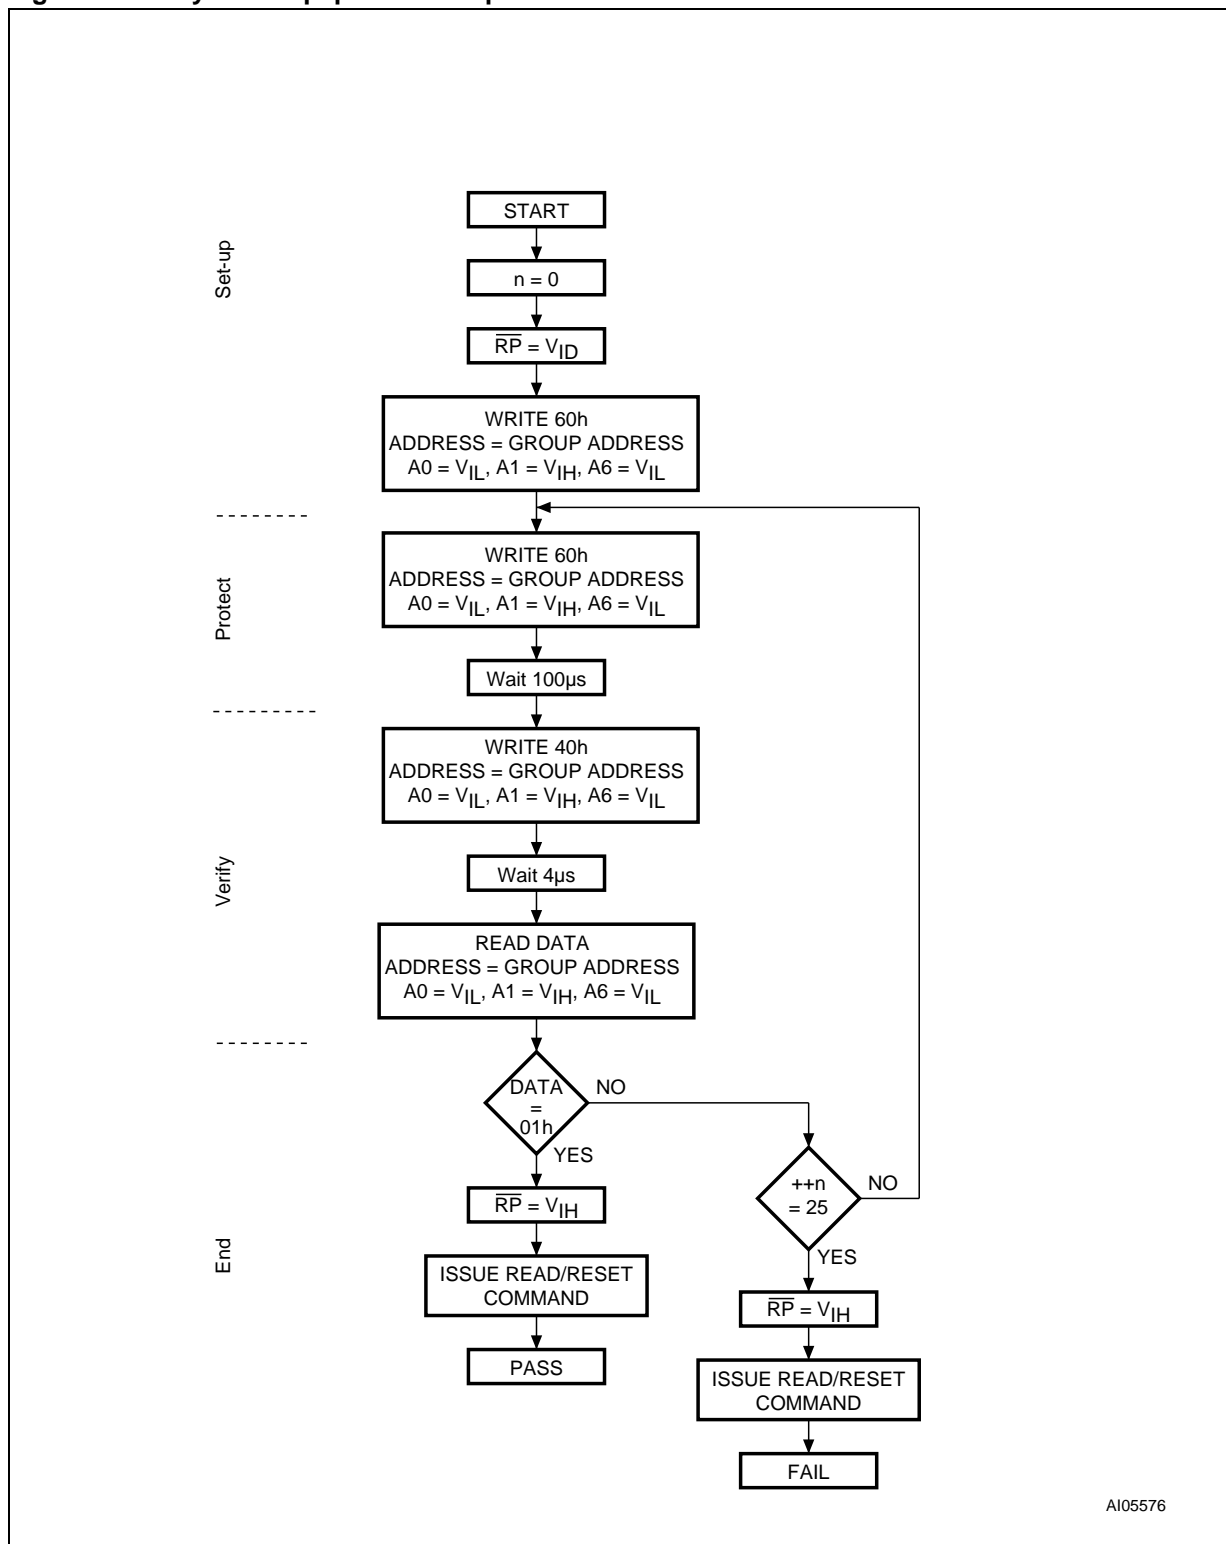 Set-up
START
n = 0
R̅P̅ = VID
WRITE 60h
ADDRESS = GROUP ADDRESS
A0 = VIL, A1 = VIH, A6 = VIL
Protect
WRITE 60h
ADDRESS = GROUP ADDRESS
A0 = VIL, A1 = VIH, A6 = VIL
Wait 100µs
Verify
WRITE 40h
ADDRESS = GROUP ADDRESS
A0 = VIL, A1 = VIH, A6 = VIL
Wait 4µs
READ DATA
ADDRESS = GROUP ADDRESS
A0 = VIL, A1 = VIH, A6 = VIL
End
DATA
=
01h
NO
YES
R̅P̅ = VIH
ISSUE READ/RESET
COMMAND
PASS
++n
= 25
NO
YES
R̅P̅ = VIH
ISSUE READ/RESET
COMMAND
FAIL
AI05576